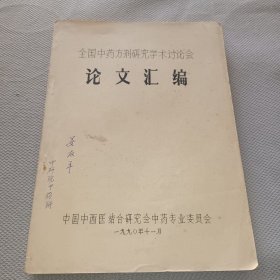 全国中药方剂研究学术讨论会
论文汇编
中国中西医结合研究会中药专业委员会
一九九〇年十一月